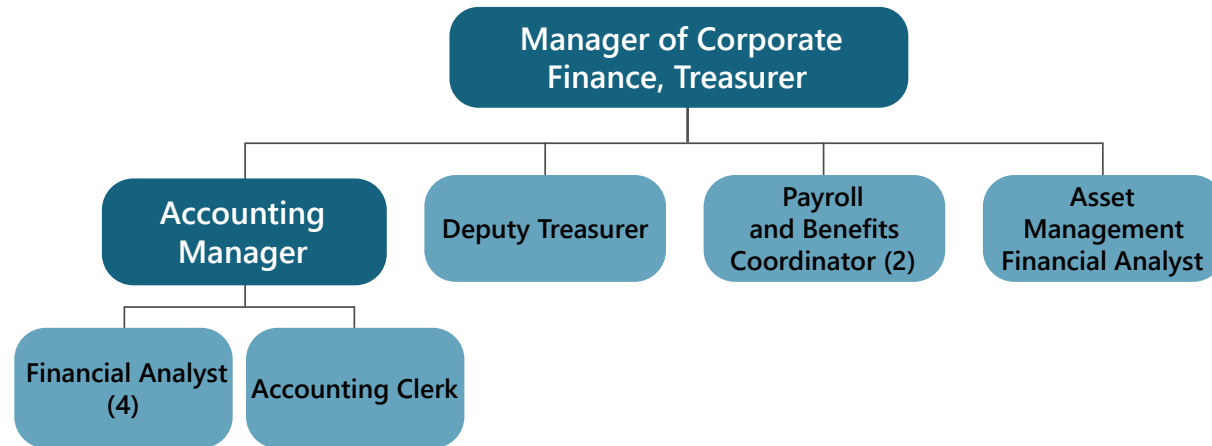 Manager of Corporate
Finance, Treasurer
Accounting
Manager
Deputy Treasurer
Payroll
and Benefits
Coordinator (2)
Asset
Management
Financial Analyst
Financial Analyst
(4)
Accounting Clerk